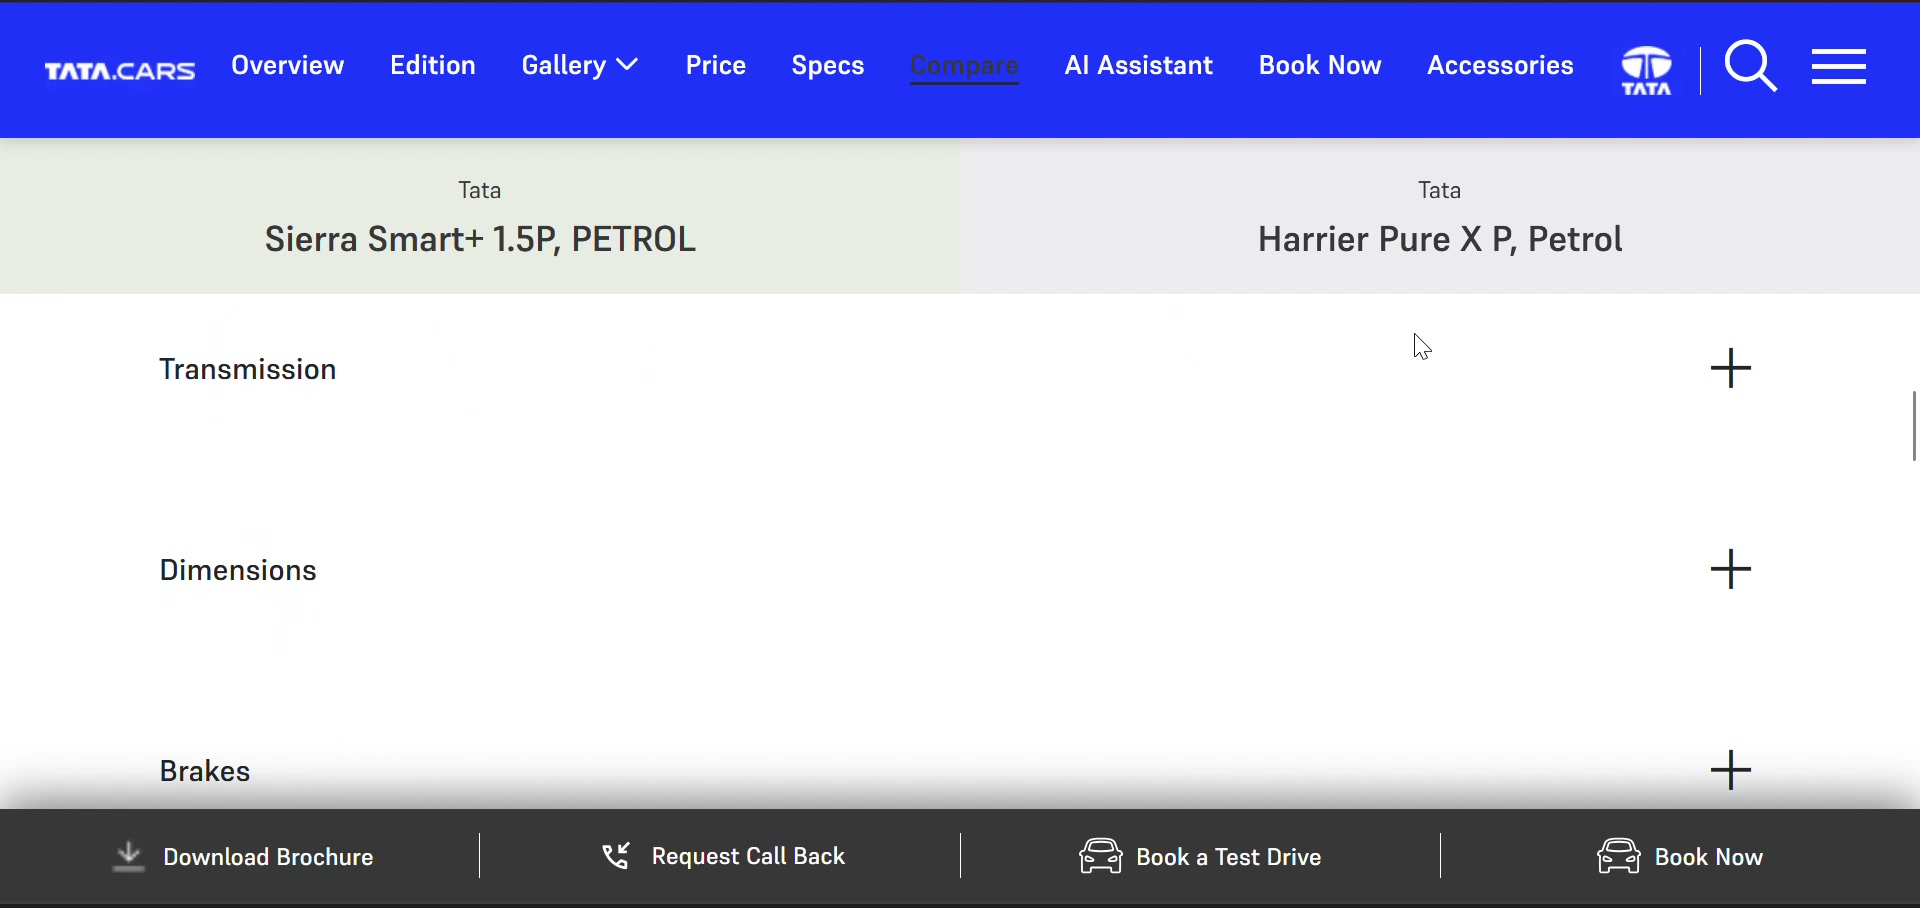 TATA.CARS Overview Edition Gallery Price Specs Compare AI Assistant Book Now Accessories TATA
Tata
Sierra Smart+ 1.5P, PETROL
Tata
Harrier Pure X P, Petrol
Transmission
Dimensions
Brakes
Download Brochure Request Call Back Book a Test Drive Book Now